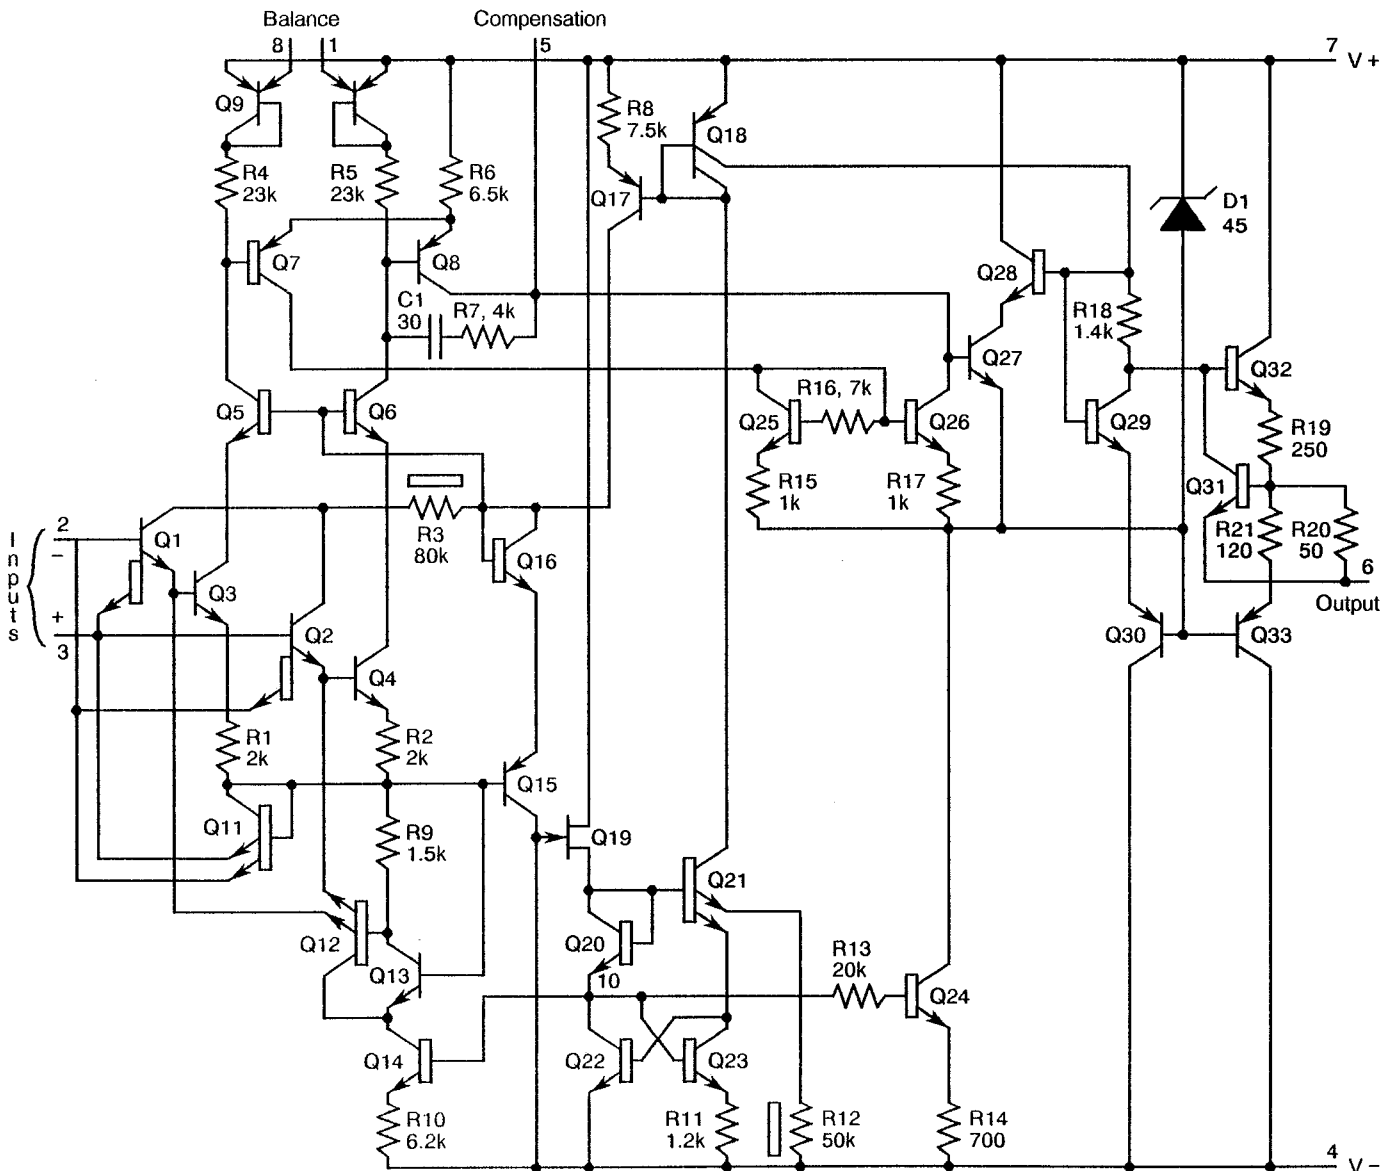 Balance
Compensation
8
1
5
7
V +
Q9
R4
23k
R5
23k
R6
6.5k
R8
7.5k
Q18
Q17
D1
45
Q7
Q8
C1
30
R7, 4k
Q28
R18
1.4k
Q27
Q32
Q5
Q6
R16, 7k
Q25
Q26
Q29
R19
250
R15
1k
R17
1k
Q31
R21
120
R20
50
R3
80k
Inputs
2
−
Q1
Q3
Q16
6
Output
+
3
Q2
Q4
Q30
Q33
R1
2k
R2
2k
Q15
Q11
R9
1.5k
Q19
Q21
Q12
Q13
Q20
10
R13
20k
Q24
Q14
Q22
Q23
R10
6.2k
R11
1.2k
R12
50k
R14
700
4
V −